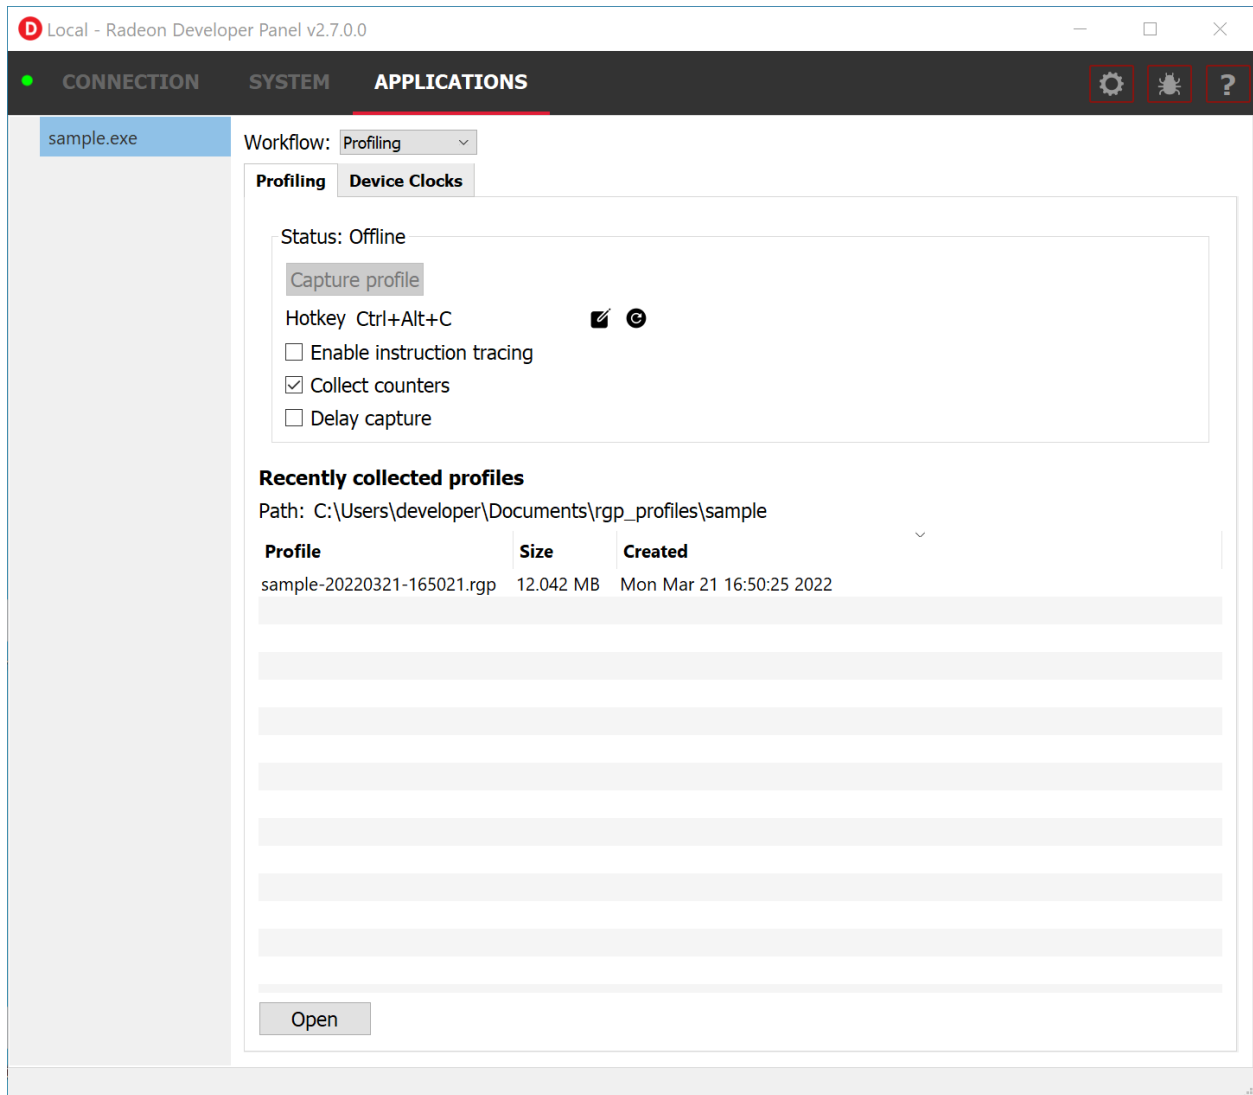 D Local - Radeon Developer Panel v2.7.0.0
CONNECTION SYSTEM APPLICATIONS ?
sample.exe
Workflow: Profiling
Profiling Device Clocks
Status: Offline
Capture profile
Hotkey Ctrl+Alt+C
Enable instruction tracing
Collect counters
Delay capture
Recently collected profiles
Path: C:\Users\developer\Documents\rgp_profiles\sample
Profile Size Created
sample-20220321-165021.rgp 12.042 MB Mon Mar 21 16:50:25 2022
Open